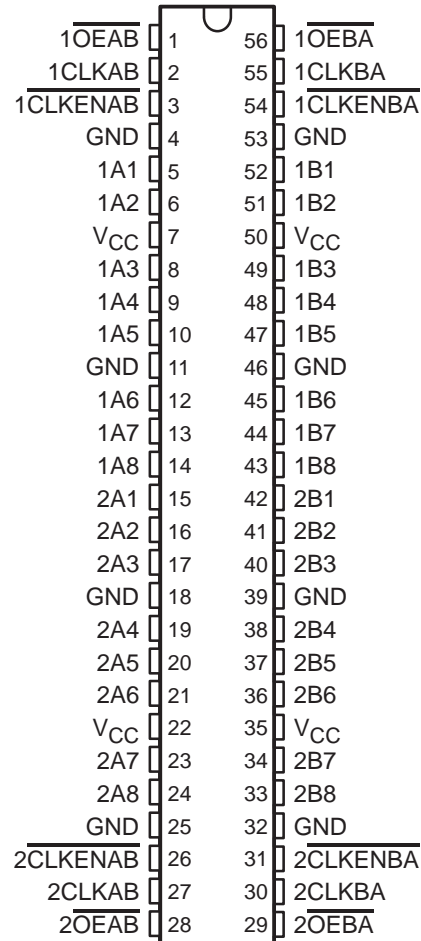 1OEAB 1 56 1OEBA
1CLKAB 2 55 1CLKBA
1CLKENAB 3 54 1CLKENBA
GND 4 53 GND
1A1 5 52 1B1
1A2 6 51 1B2
VCC 7 50 VCC
1A3 8 49 1B3
1A4 9 48 1B4
1A5 10 47 1B5
GND 11 46 GND
1A6 12 45 1B6
1A7 13 44 1B7
1A8 14 43 1B8
2A1 15 42 2B1
2A2 16 41 2B2
2A3 17 40 2B3
GND 18 39 GND
2A4 19 38 2B4
2A5 20 37 2B5
2A6 21 36 2B6
VCC 22 35 VCC
2A7 23 34 2B7
2A8 24 33 2B8
GND 25 32 GND
2CLKENAB 26 31 2CLKENBA
2CLKAB 27 30 2CLKBA
2OEAB 28 29 2OEBA